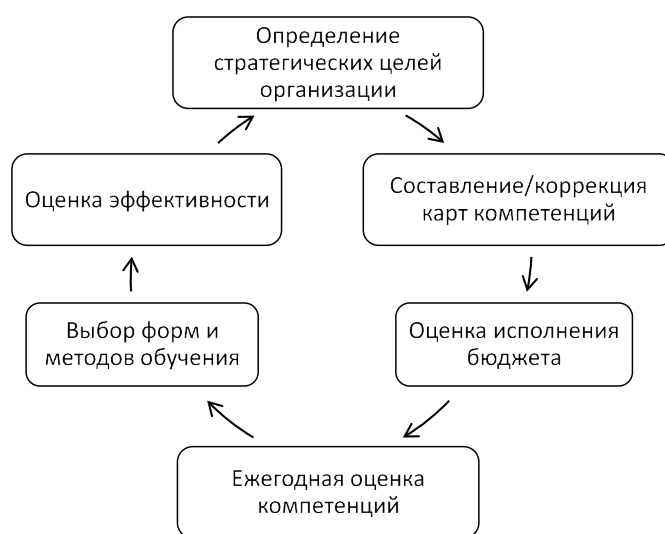 Определение
стратегических целей
организации
Оценка эффективности
Составление/коррекция
карт компетенций
Выбор форм и
методов обучения
Оценка исполнения
бюджета
Ежегодная оценка
компетенций